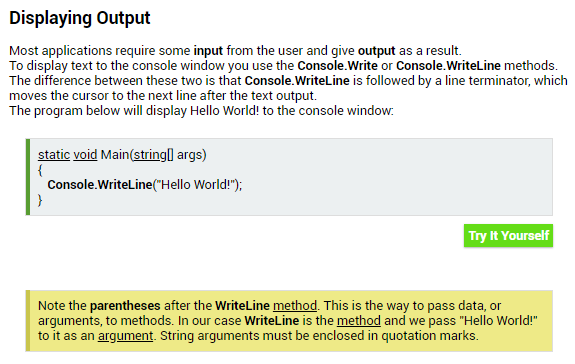 Displaying Output
Most applications require some input from the user and give output as a result.
To display text to the console window you use the Console.Write or Console.WriteLine methods.
The difference between these two is that Console.WriteLine is followed by a line terminator, which
moves the cursor to the next line after the text output.
The program below will display Hello World! to the console window:
static void Main(string[] args)
{
Console.WriteLine("Hello World!");
}
Try It Yourself
Note the parentheses after the WriteLine method. This is the way to pass data, or
arguments, to methods. In our case WriteLine is the method and we pass "Hello World!"
to it as an argument. String arguments must be enclosed in quotation marks.